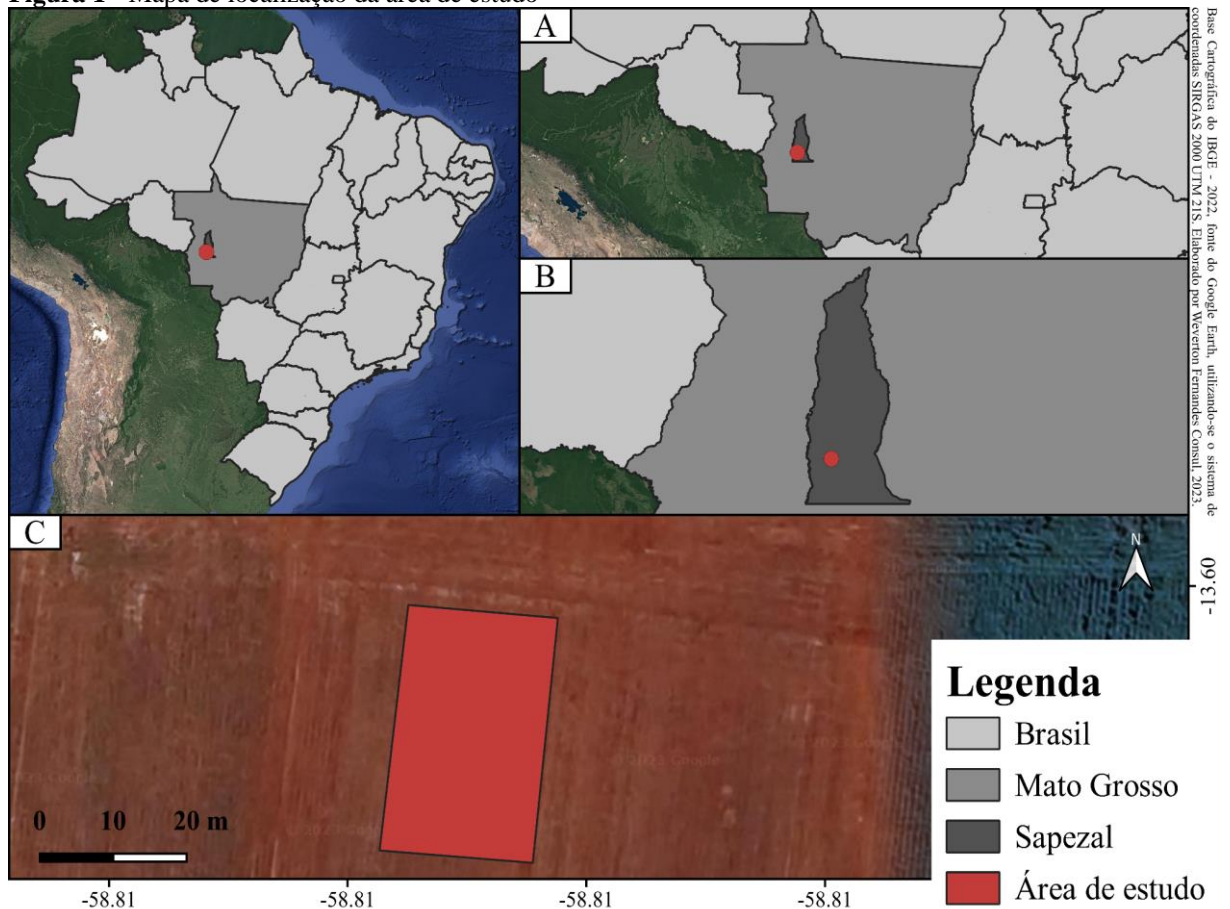 Figura 1 - Mapa de localização da área de estudo
A
B
Base Cartográfica do IBGE - 2022, fonte do Google Earth, utilizando-se o sistema de
coordenadas SIRGAS 2000 UTM 21S. Elaborado por Weverton Fernandes Consul, 2023.
C
N
-13.60
0 10 20 m
Legenda
Brasil
Mato Grosso
Sapezal
Área de estudo
-58.81 -58.81 -58.81 -58.81